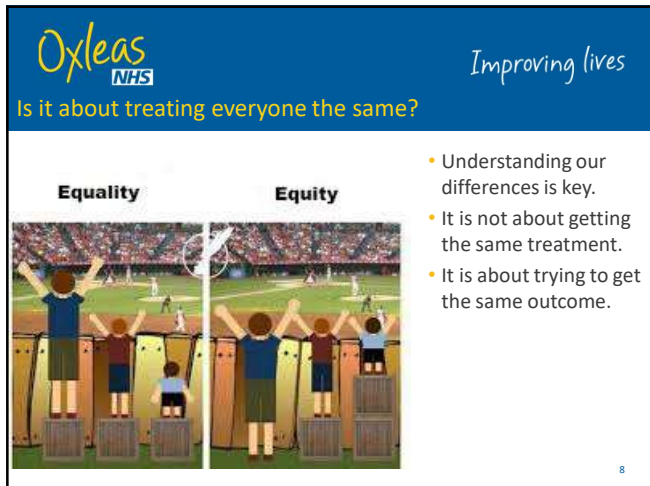 Oxleas
NHS
Improving lives
Is it about treating everyone the same?
Equality
Equity
• Understanding our
differences is key.
• It is not about getting
the same treatment.
• It is about trying to get
the same outcome.
8